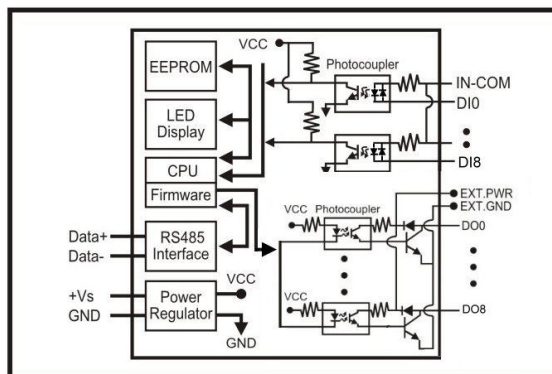 EEPROM
LED
Display
CPU
Firmware
RS485
Interface
Power
Regulator
Data+
Data-
+Vs
GND
VCC
GND
VCC
Photocoupler
IN-COM
DI0
DI8
EXT.PWR
EXT.GND
VCC
Photocoupler
DO0
VCC
DO8